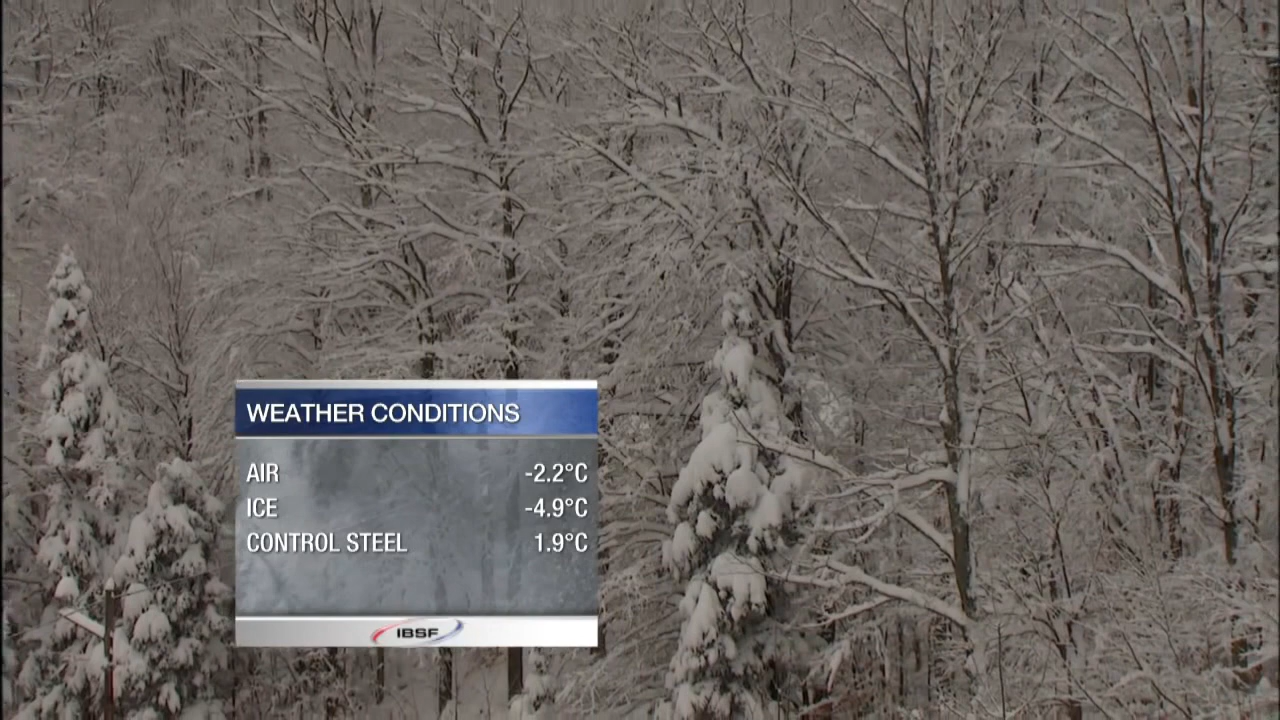 WEATHER CONDITIONS
AIR -2.2°C
ICE -4.9°C
CONTROL STEEL 1.9°C
IBSF